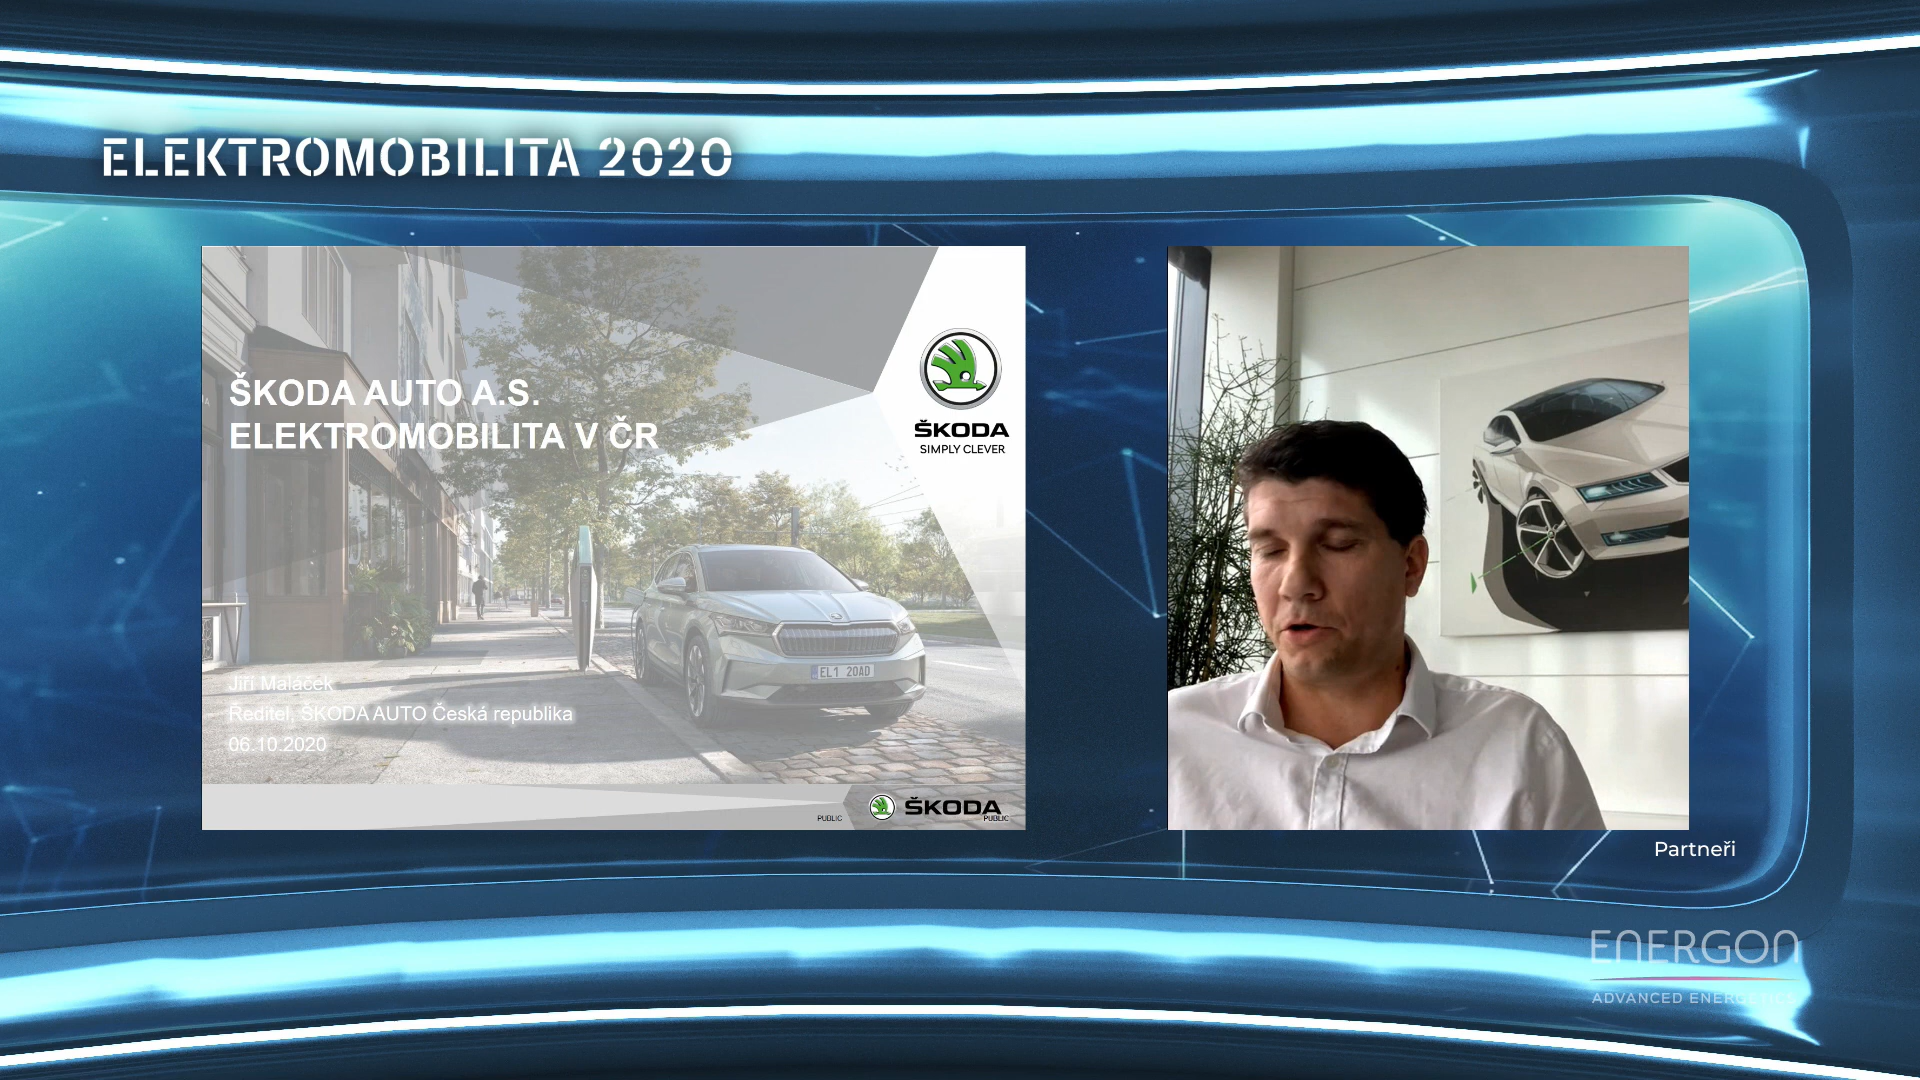 ELEKTROMOBILITA 2020
ŠKODA AUTO A.S.
ELEKTROMOBILITA V ČR
ŠKODA
SIMPLY CLEVER
EL1 20AD
Jiří Maláček
Ředitel, ŠKODA AUTO Česká republika
06.10.2020
PUBLIC
ŠKODA
PUBLIC
Partneři
ENERGON
ADVANCED ENERGETICS